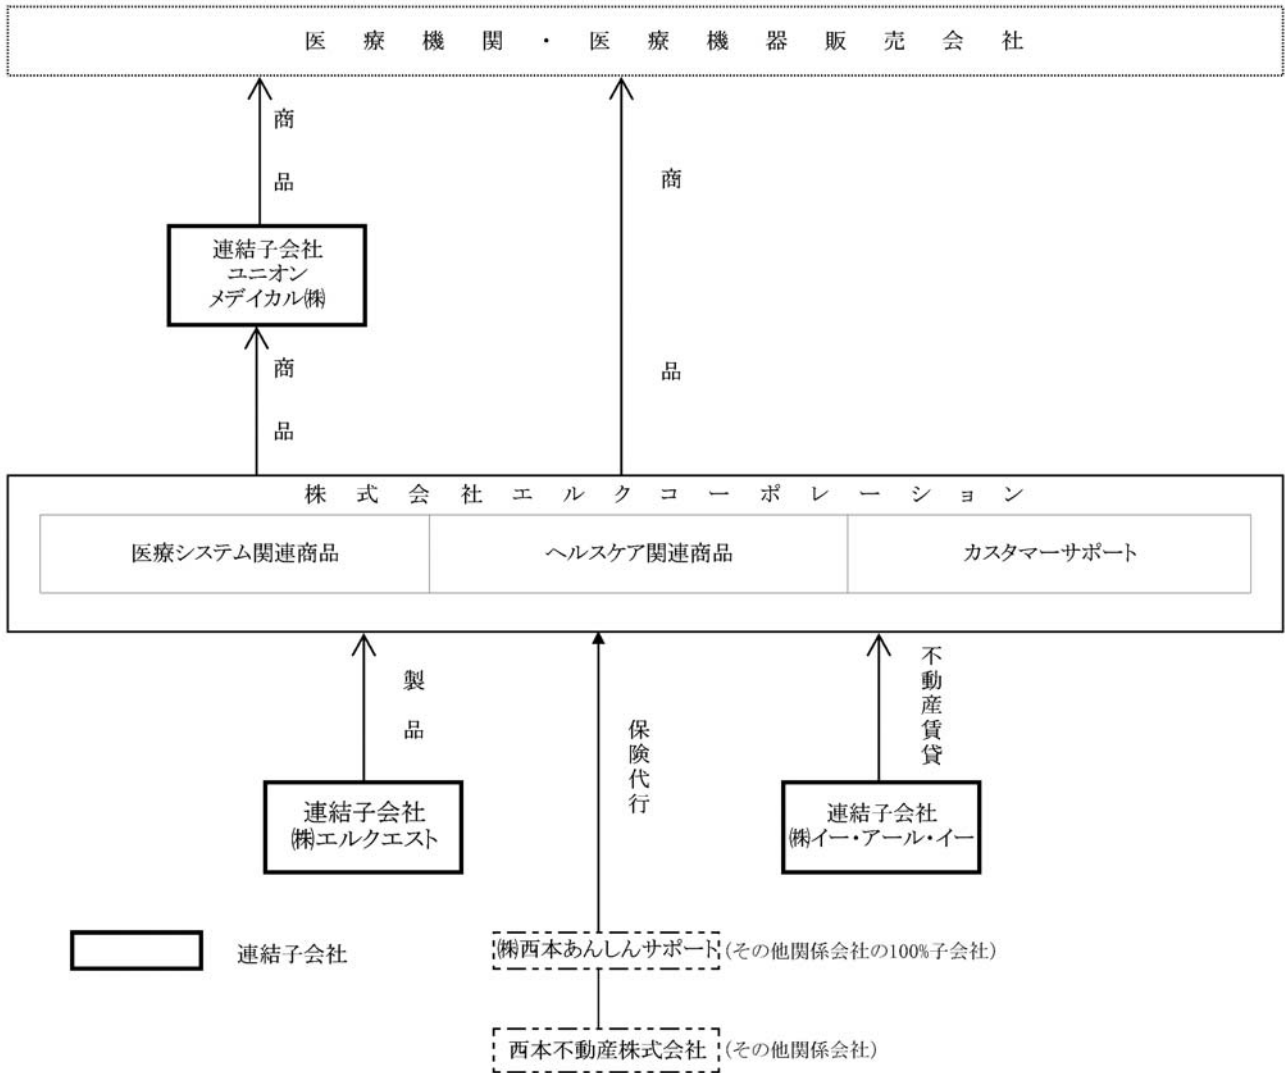 医療機関・医療機器販売会社
商品
商品
連結子会社
ユニオン
メデイカル㈱
商品
株式会社エルクコーポレーション
医療システム関連商品
ヘルスケア関連商品
カスタマーサポート
製品
保険代行
不動産賃貸
連結子会社
㈱エルクエスト
連結子会社
㈱イー・アール・イー
連結子会社
㈱西本あんしんサポート
(その他関係会社の100%子会社)
西本不動産株式会社
(その他関係会社)